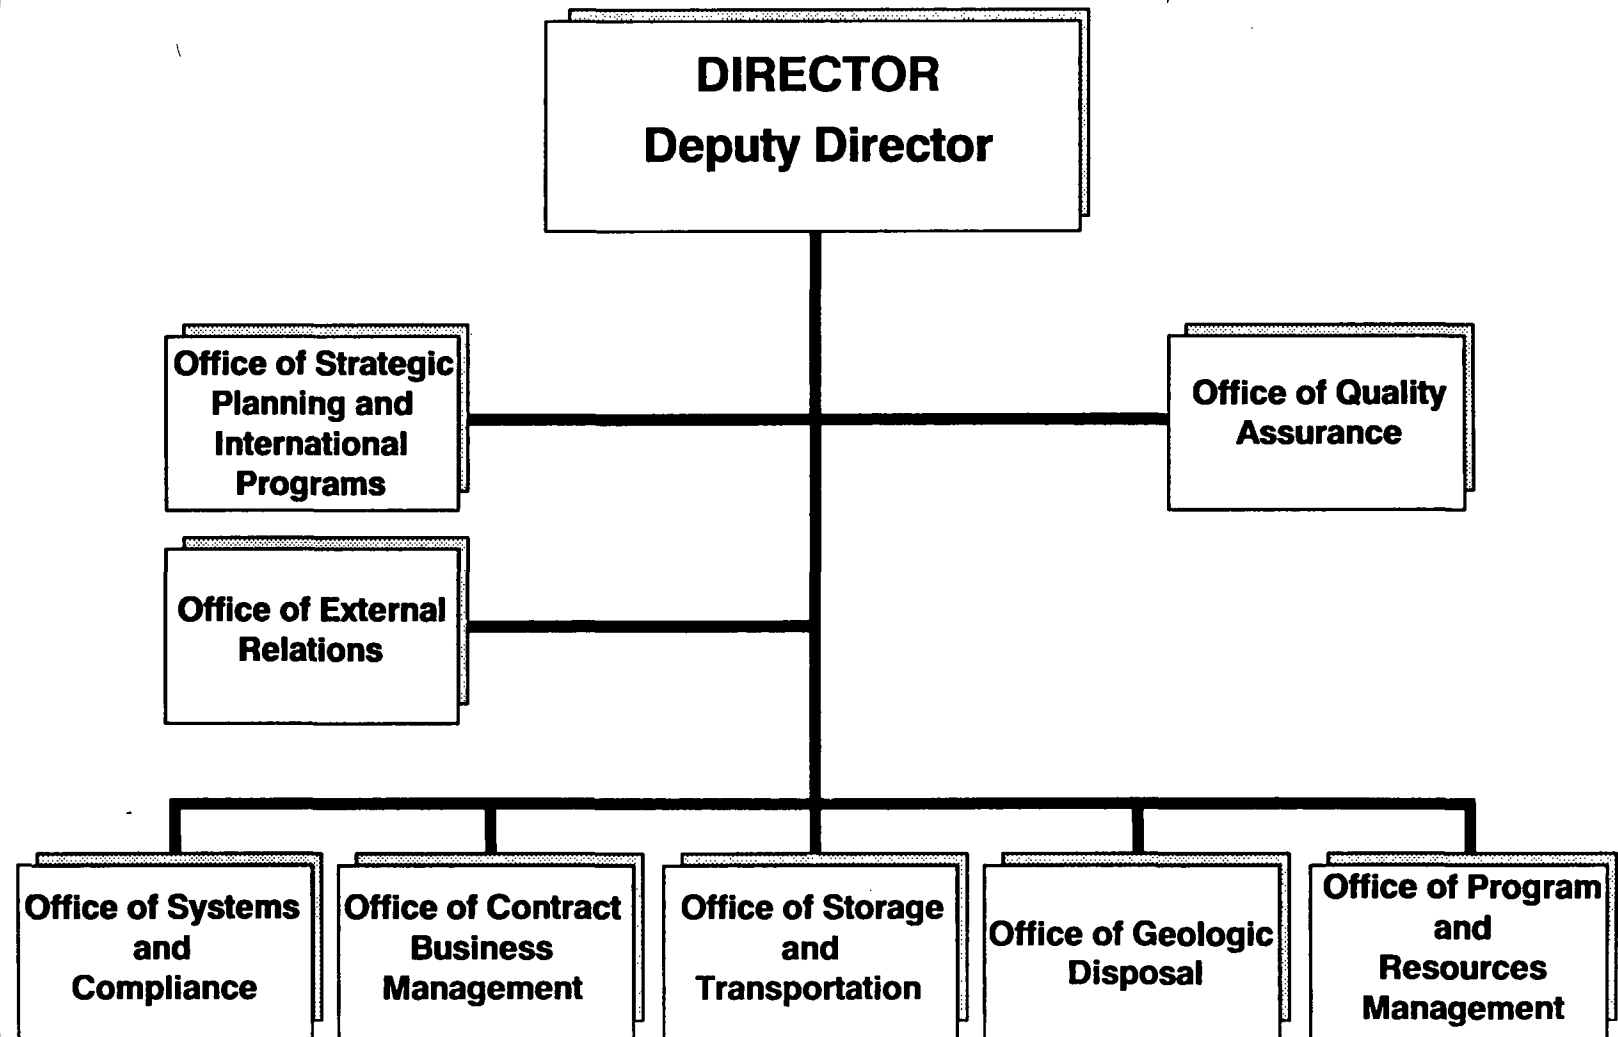 DIRECTOR
Deputy Director
Office of Strategic
Planning and
International
Programs
Office of Quality
Assurance
Office of External
Relations
Office of Systems
and
Compliance
Office of Contract
Business
Management
Office of Storage
and
Transportation
Office of Geologic
Disposal
Office of Program
and
Resources
Management